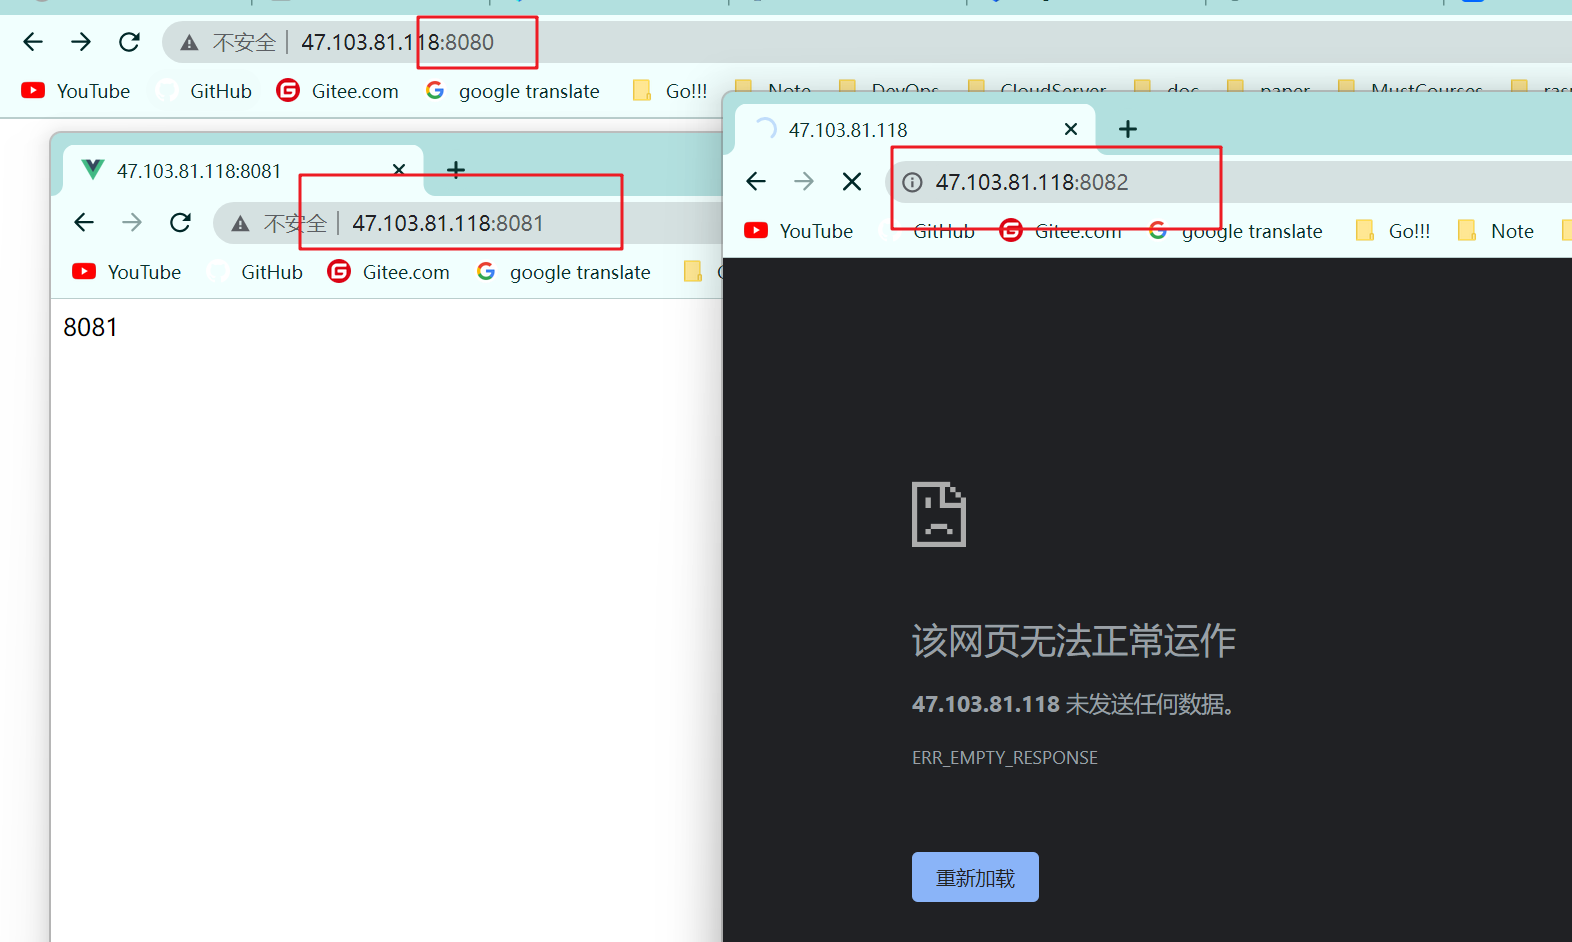 不安全 | 47.103.81.118:8080
YouTube GitHub Gitee.com google translate Go!!! Note DevOps CloudServer doc paper MustCourses
47.103.81.118:8081
不安全 | 47.103.81.118:8081
YouTube GitHub Gitee.com google translate
8081
47.103.81.118
47.103.81.118:8082
YouTube GitHub Gitee.com google translate Go!!! Note
该网页无法正常运作
47.103.81.118 未发送任何数据。
ERR_EMPTY_RESPONSE
重新加载